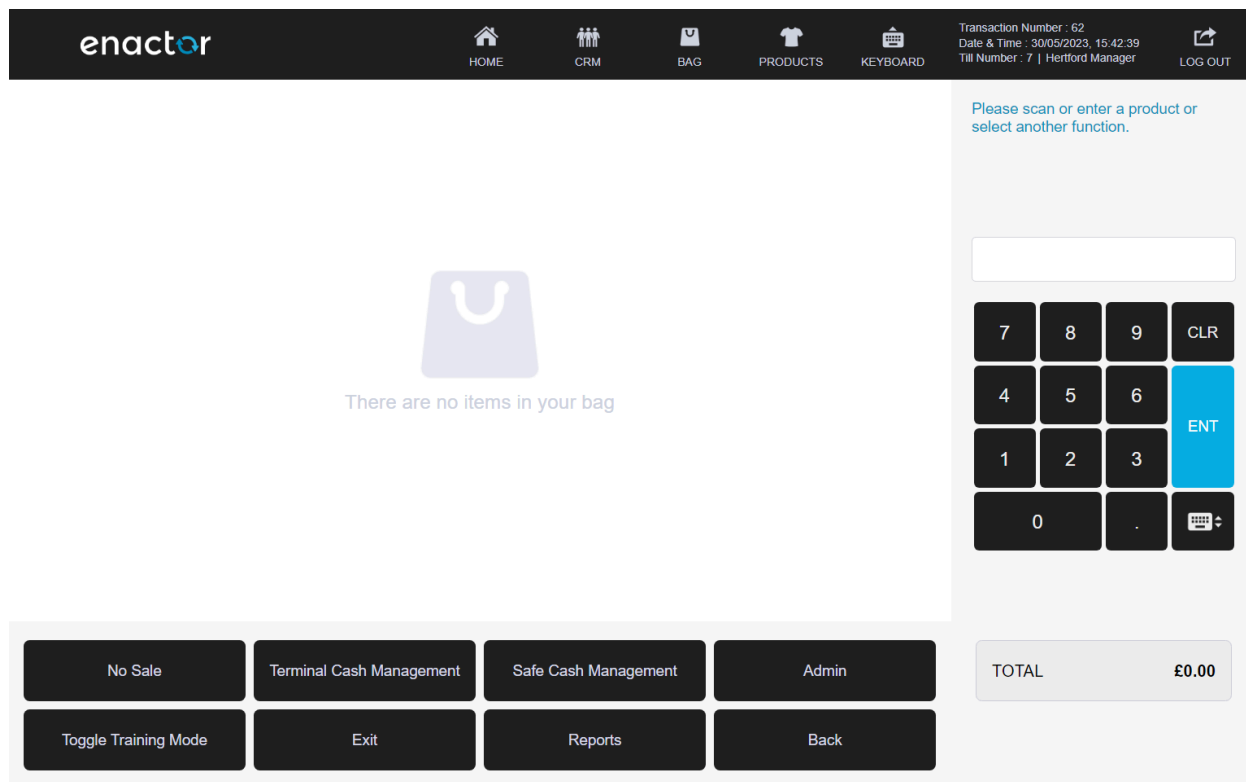 enactor
HOME
CRM
BAG
PRODUCTS
KEYBOARD
Transaction Number : 62
Date & Time : 30/05/2023, 15:42:39
Till Number : 7 | Hertford Manager
LOG OUT
Please scan or enter a product or
select another function.
There are no items in your bag
7 8 9 CLR
4 5 6
ENT
1 2 3
0 .
No Sale
Terminal Cash Management
Safe Cash Management
Admin
TOTAL £0.00
Toggle Training Mode
Exit
Reports
Back